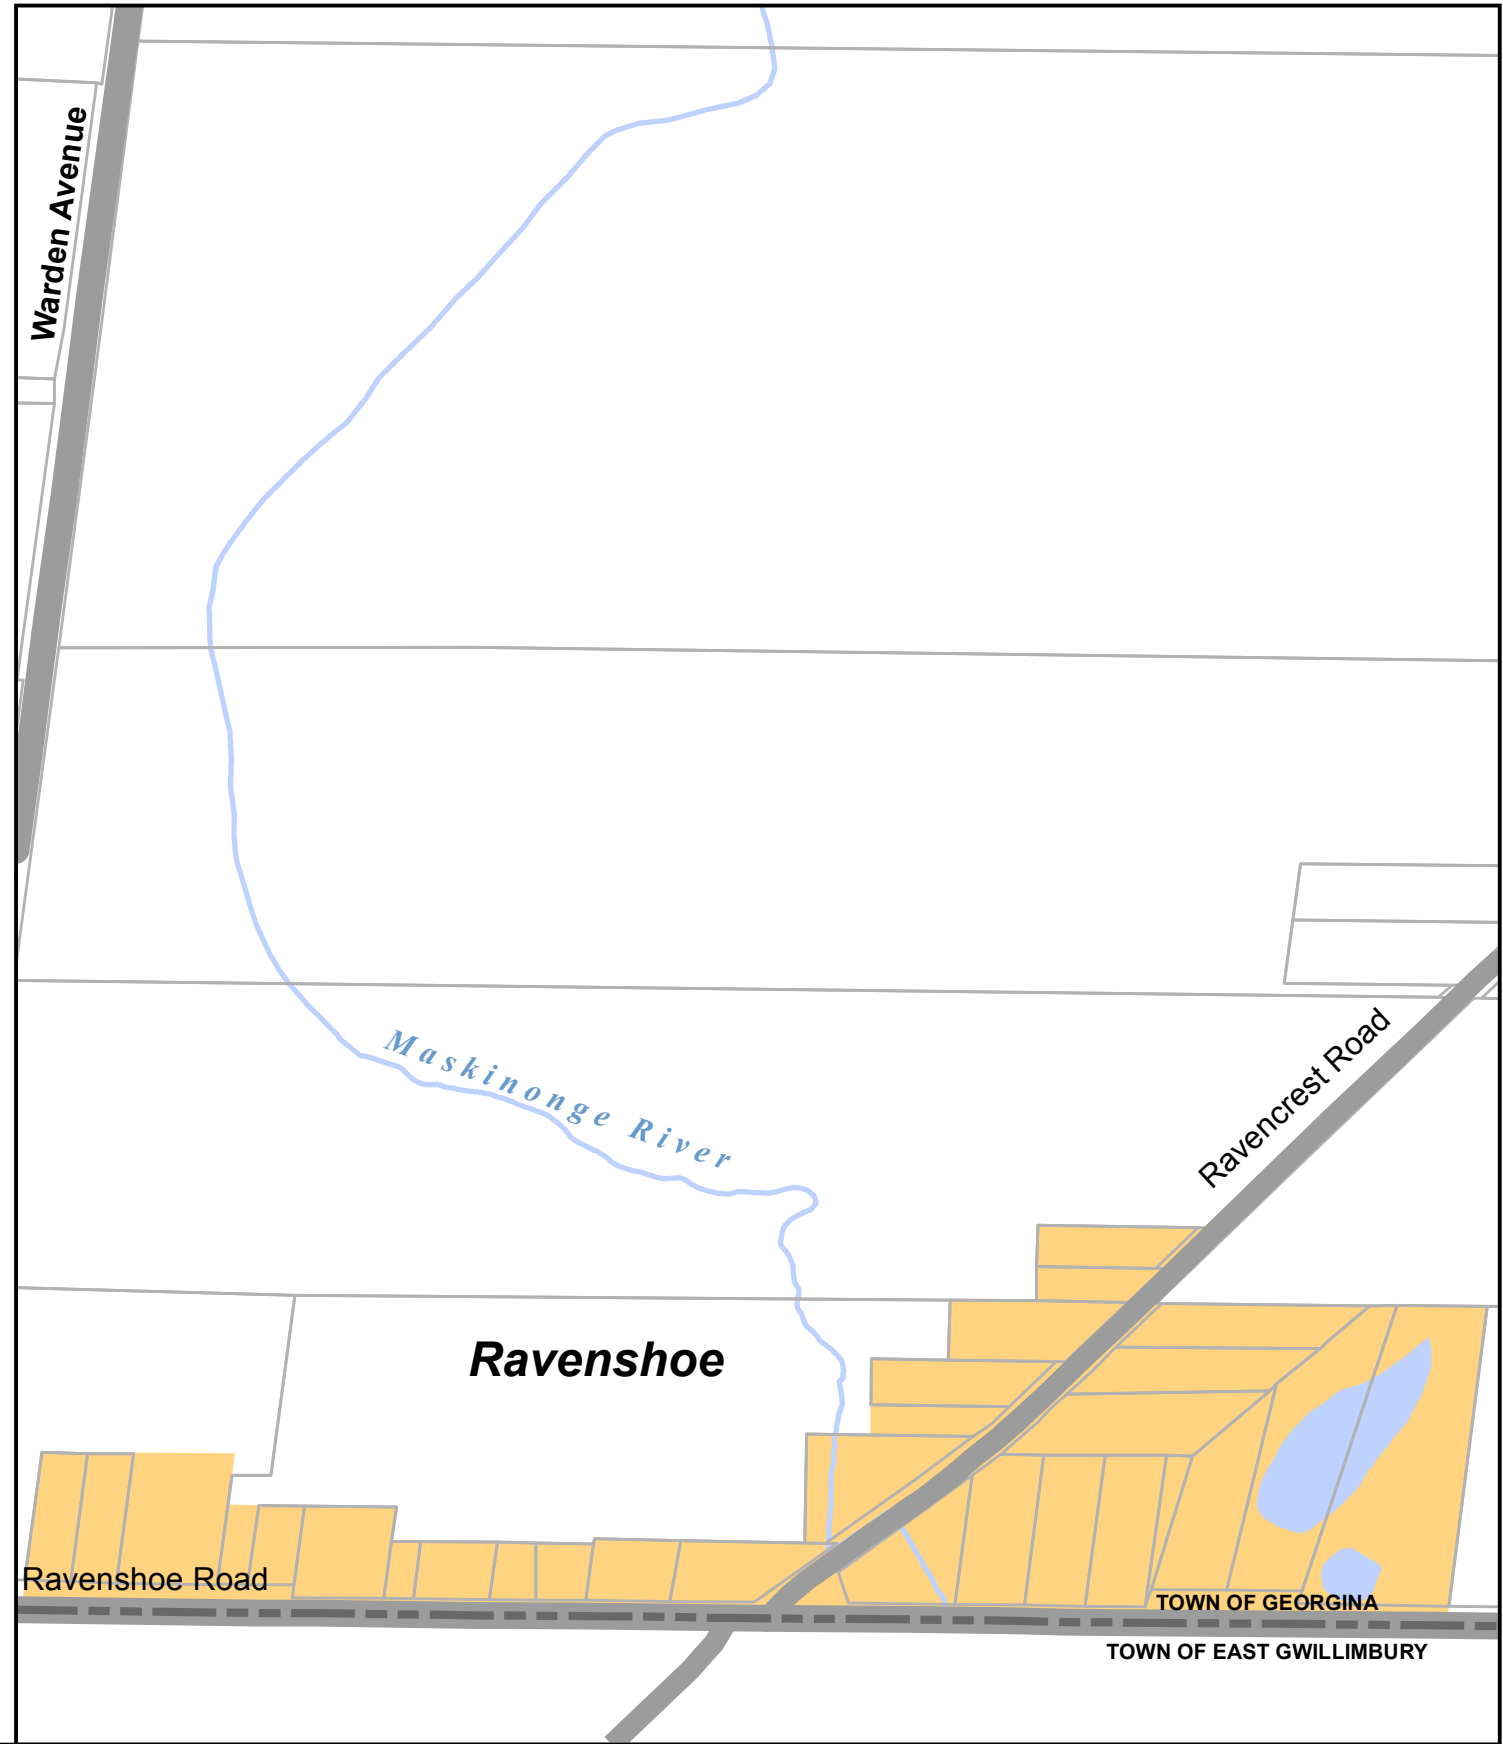 Warden Avenue
Ravencrest Road
Maskinonge River
Ravenshoe
Ravenshoe Road
TOWN OF GEORGINA
TOWN OF EAST GWILLIMBURY